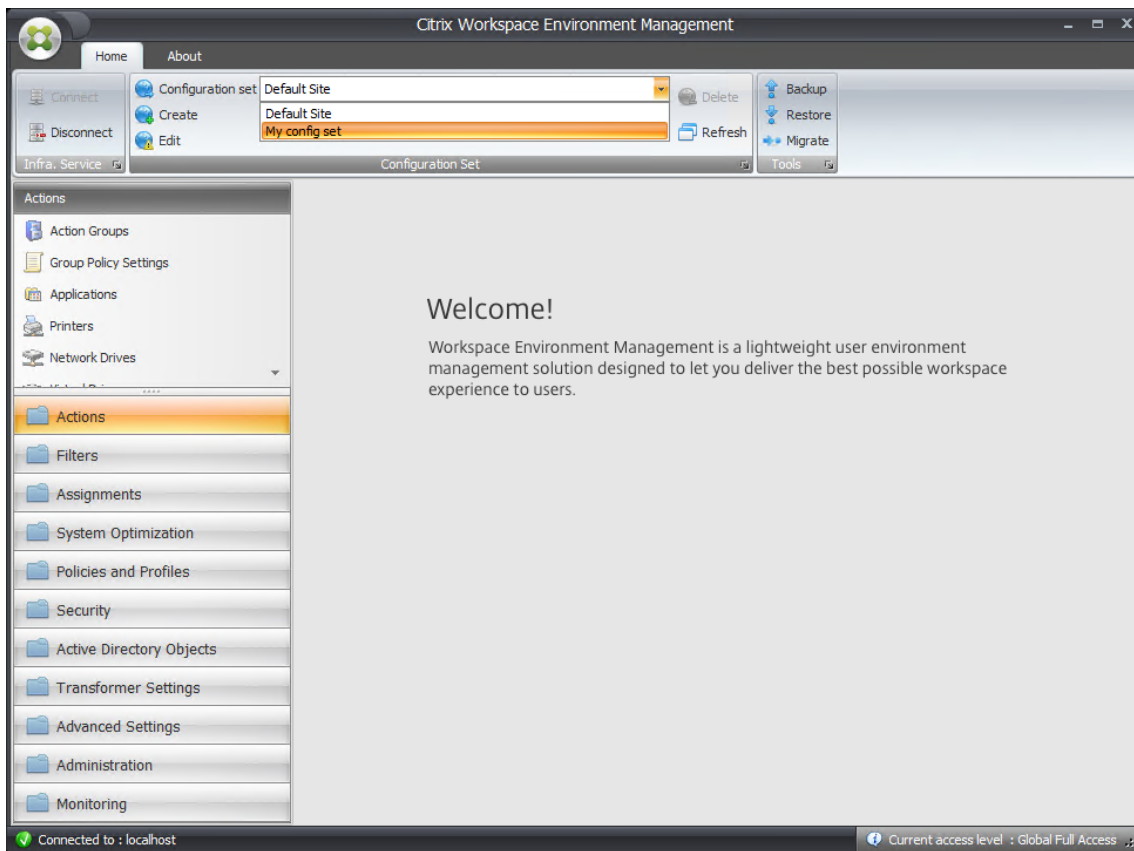 Citrix Workspace Environment Management
Home About
Connect
Disconnect
Infra. Service
Configuration set Default Site
Create
Edit
Default Site
My config set
Delete
Refresh
Configuration Set
Backup
Restore
Migrate
Tools
Actions
Action Groups
Group Policy Settings
Applications
Printers
Network Drives
Actions
Filters
Assignments
System Optimization
Policies and Profiles
Security
Active Directory Objects
Transformer Settings
Advanced Settings
Administration
Monitoring
Welcome!
Workspace Environment Management is a lightweight user environment
management solution designed to let you deliver the best possible workspace
experience to users.
Connected to : localhost
Current access level : Global Full Access